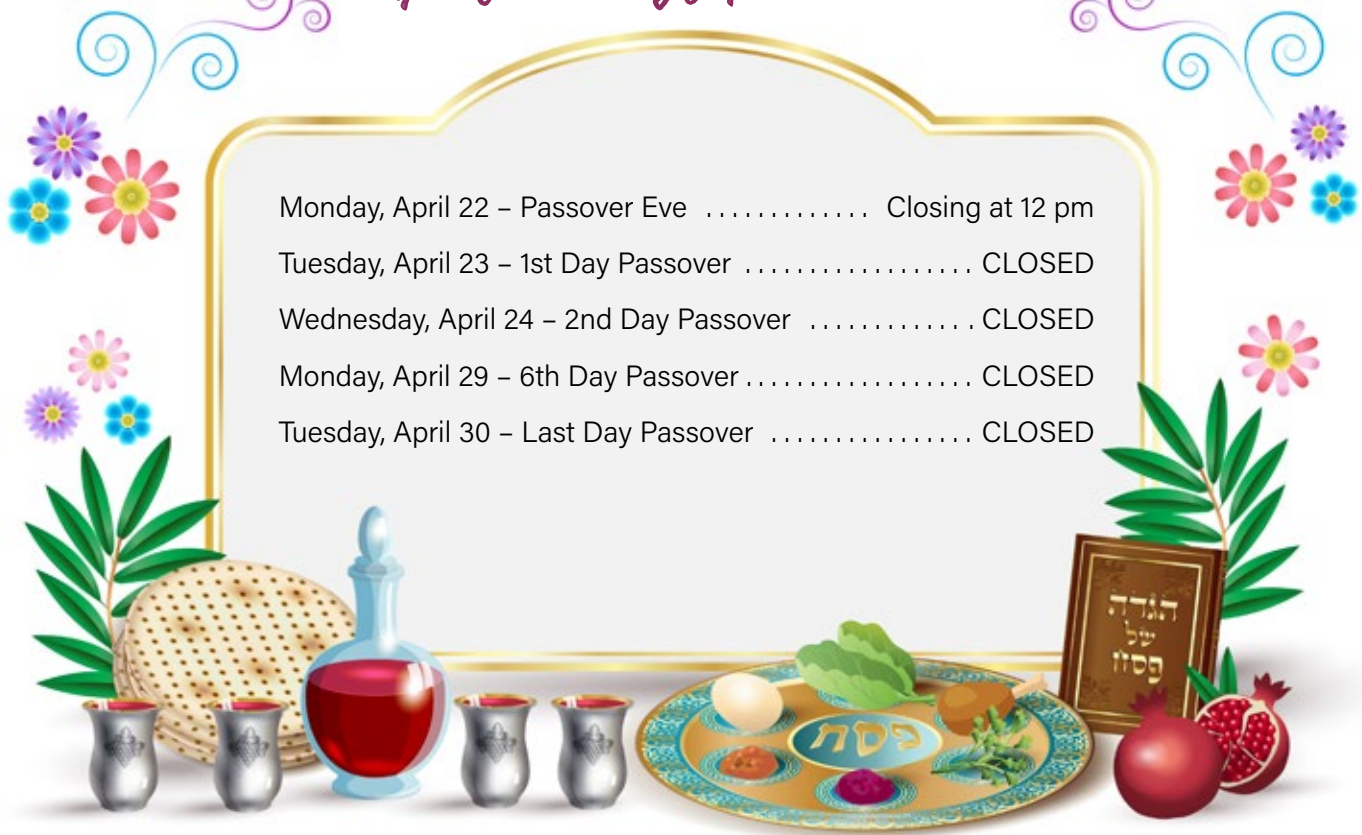 Monday, April 22 – Passover Eve ............. Closing at 12 pm
Tuesday, April 23 – 1st Day Passover .................. CLOSED
Wednesday, April 24 – 2nd Day Passover ............. CLOSED
Monday, April 29 – 6th Day Passover .................. CLOSED
Tuesday, April 30 – Last Day Passover ................ CLOSED
הגדה
של
פסח
פסח